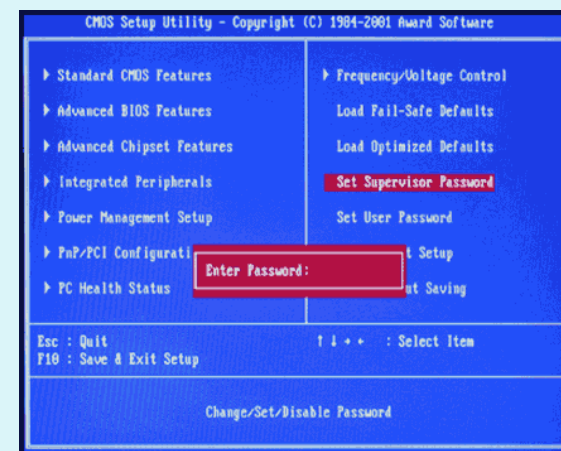 CMOS Setup Utility - Copyright (C) 1984-2001 Award Software
Standard CMOS Features
Advanced BIOS Features
Advanced Chipset Features
Integrated Peripherals
Power Management Setup
PnP/PCI Configurati
PC Health Status
Frequency/Voltage Control
Load Fail-Safe Defaults
Load Optimized Defaults
Set Supervisor Password
Set User Password
t Setup
ut Saving
Enter Password:
Esc : Quit
F10 : Save & Exit Setup
↑ ↓ → ← : Select Item
Change/Set/Disable Password